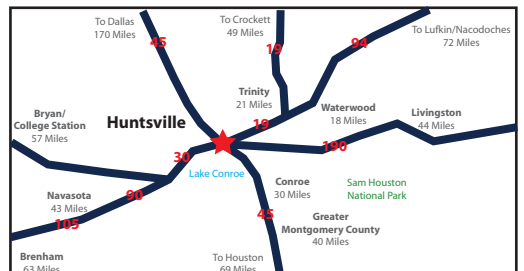 To Dallas
170 Miles
45
To Crockett
49 Miles
19
To Lufkin/Nacodoches
72 Miles
94
Trinity
21 Miles
19
Waterwood
18 Miles
Livingston
44 Miles
190
Bryan/
College Station
57 Miles
Huntsville
30
Lake Conroe
Navasota
43 Miles
90
105
Conroe
30 Miles
Sam Houston
National Park
45
Greater
Montgomery County
40 Miles
Brenham
63 Miles
To Houston
69 Miles